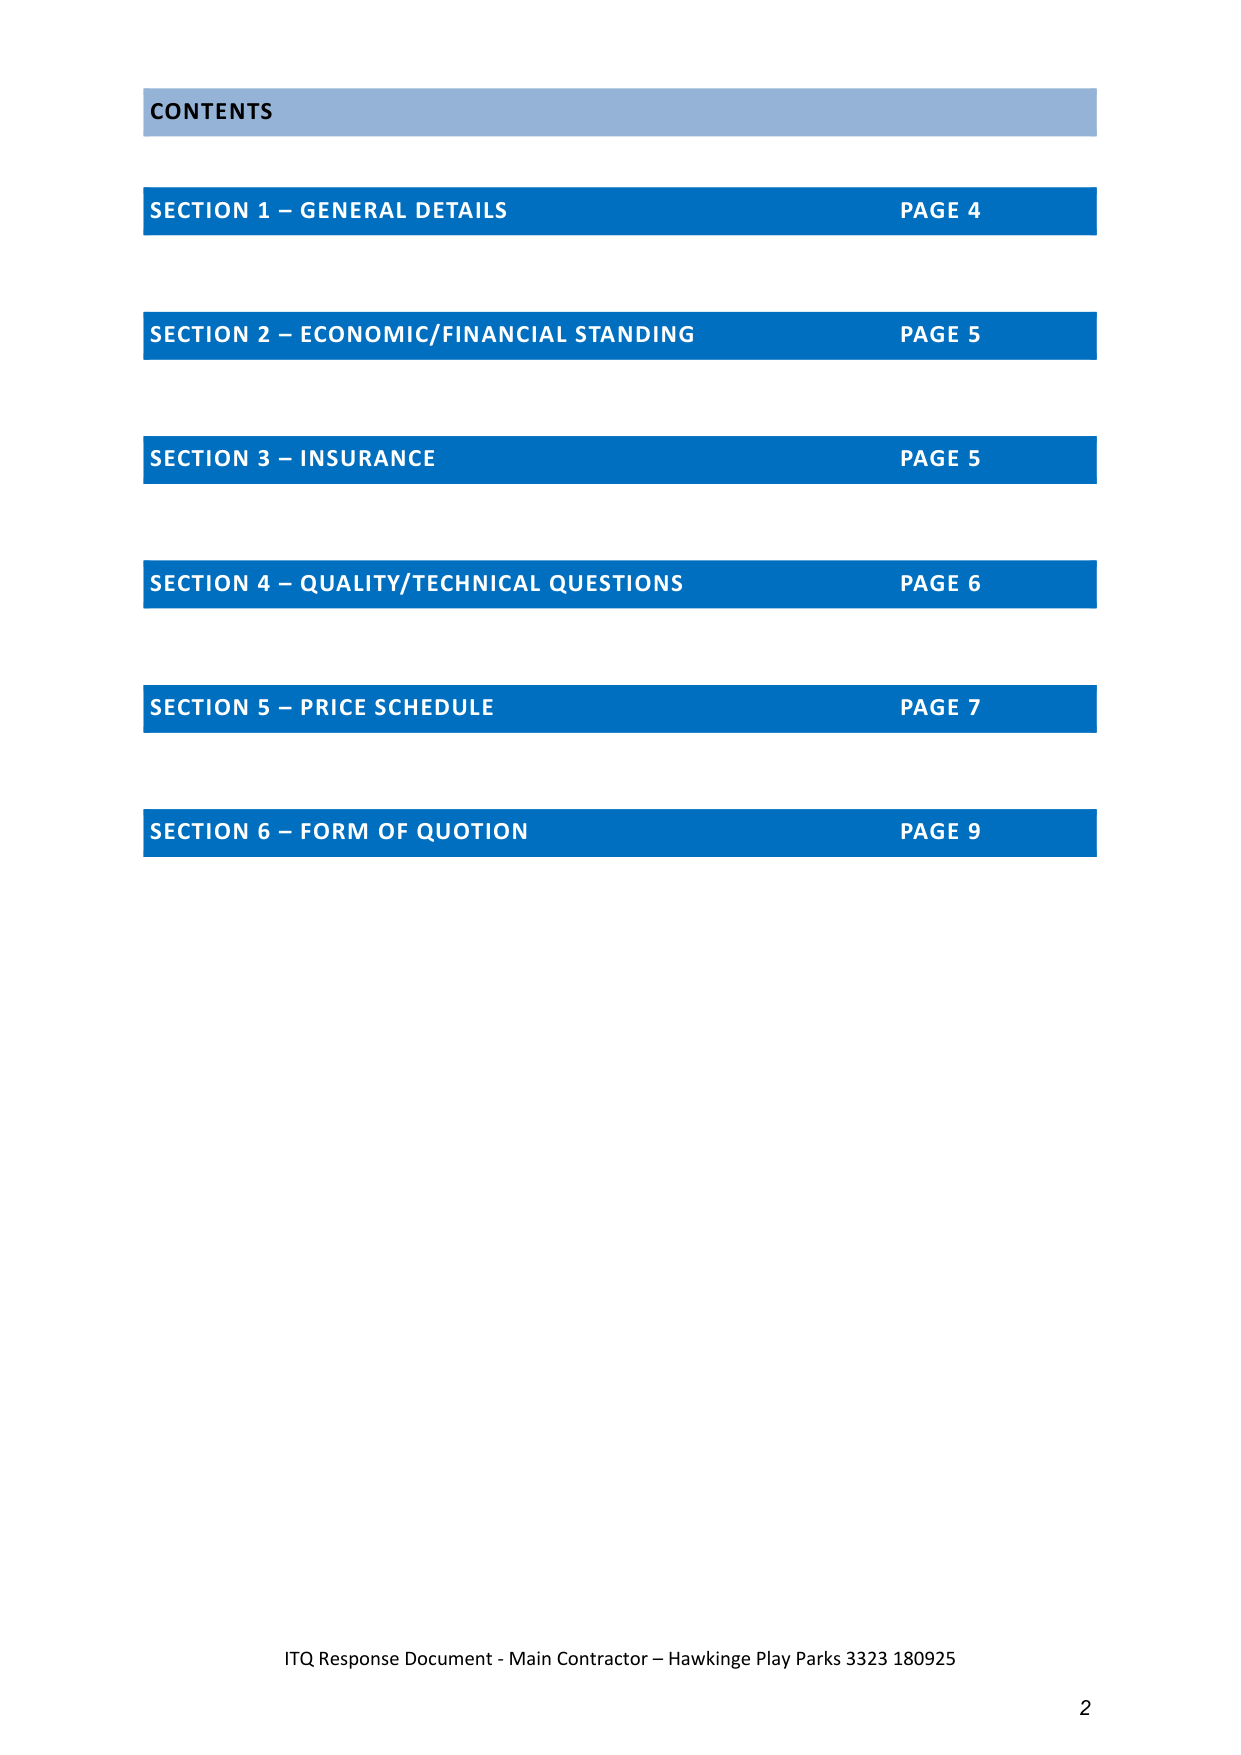 CONTENTS
SECTION 1 – GENERAL DETAILS PAGE 4
SECTION 2 – ECONOMIC/FINANCIAL STANDING PAGE 5
SECTION 3 – INSURANCE PAGE 5
SECTION 4 – QUALITY/TECHNICAL QUESTIONS PAGE 6
SECTION 5 – PRICE SCHEDULE PAGE 7
SECTION 6 – FORM OF QUOTION PAGE 9
ITQ Response Document - Main Contractor – Hawkinge Play Parks 3323 180925
2